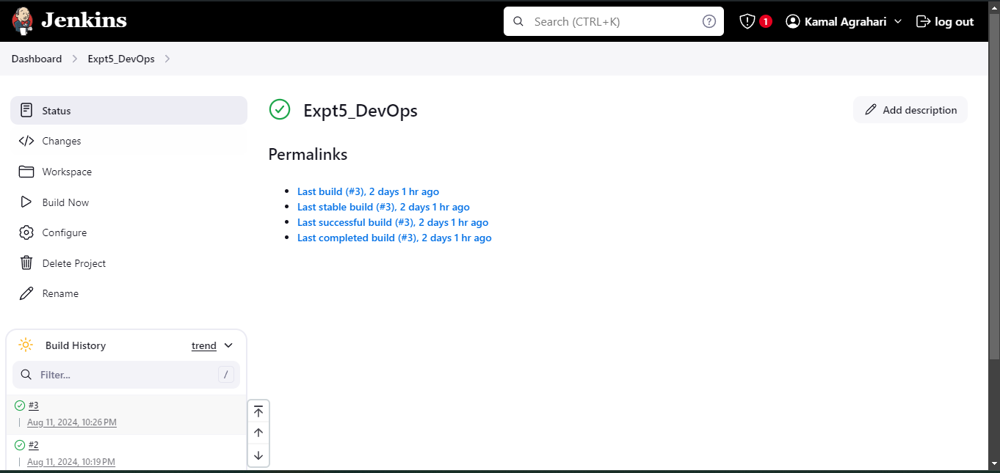 Jenkins
Search (CTRL+K)
?
1
Kamal Agrahari
log out
Dashboard
Expt5_DevOps
Status
Changes
Workspace
Build Now
Configure
Delete Project
Rename
Expt5_DevOps
Add description
Permalinks
Last build (#3), 2 days 1 hr ago
Last stable build (#3), 2 days 1 hr ago
Last successful build (#3), 2 days 1 hr ago
Last completed build (#3), 2 days 1 hr ago
Build History
trend
Filter...
/
#3
Aug 11, 2024, 10:26 PM
#2
Aug 11, 2024, 10:19 PM